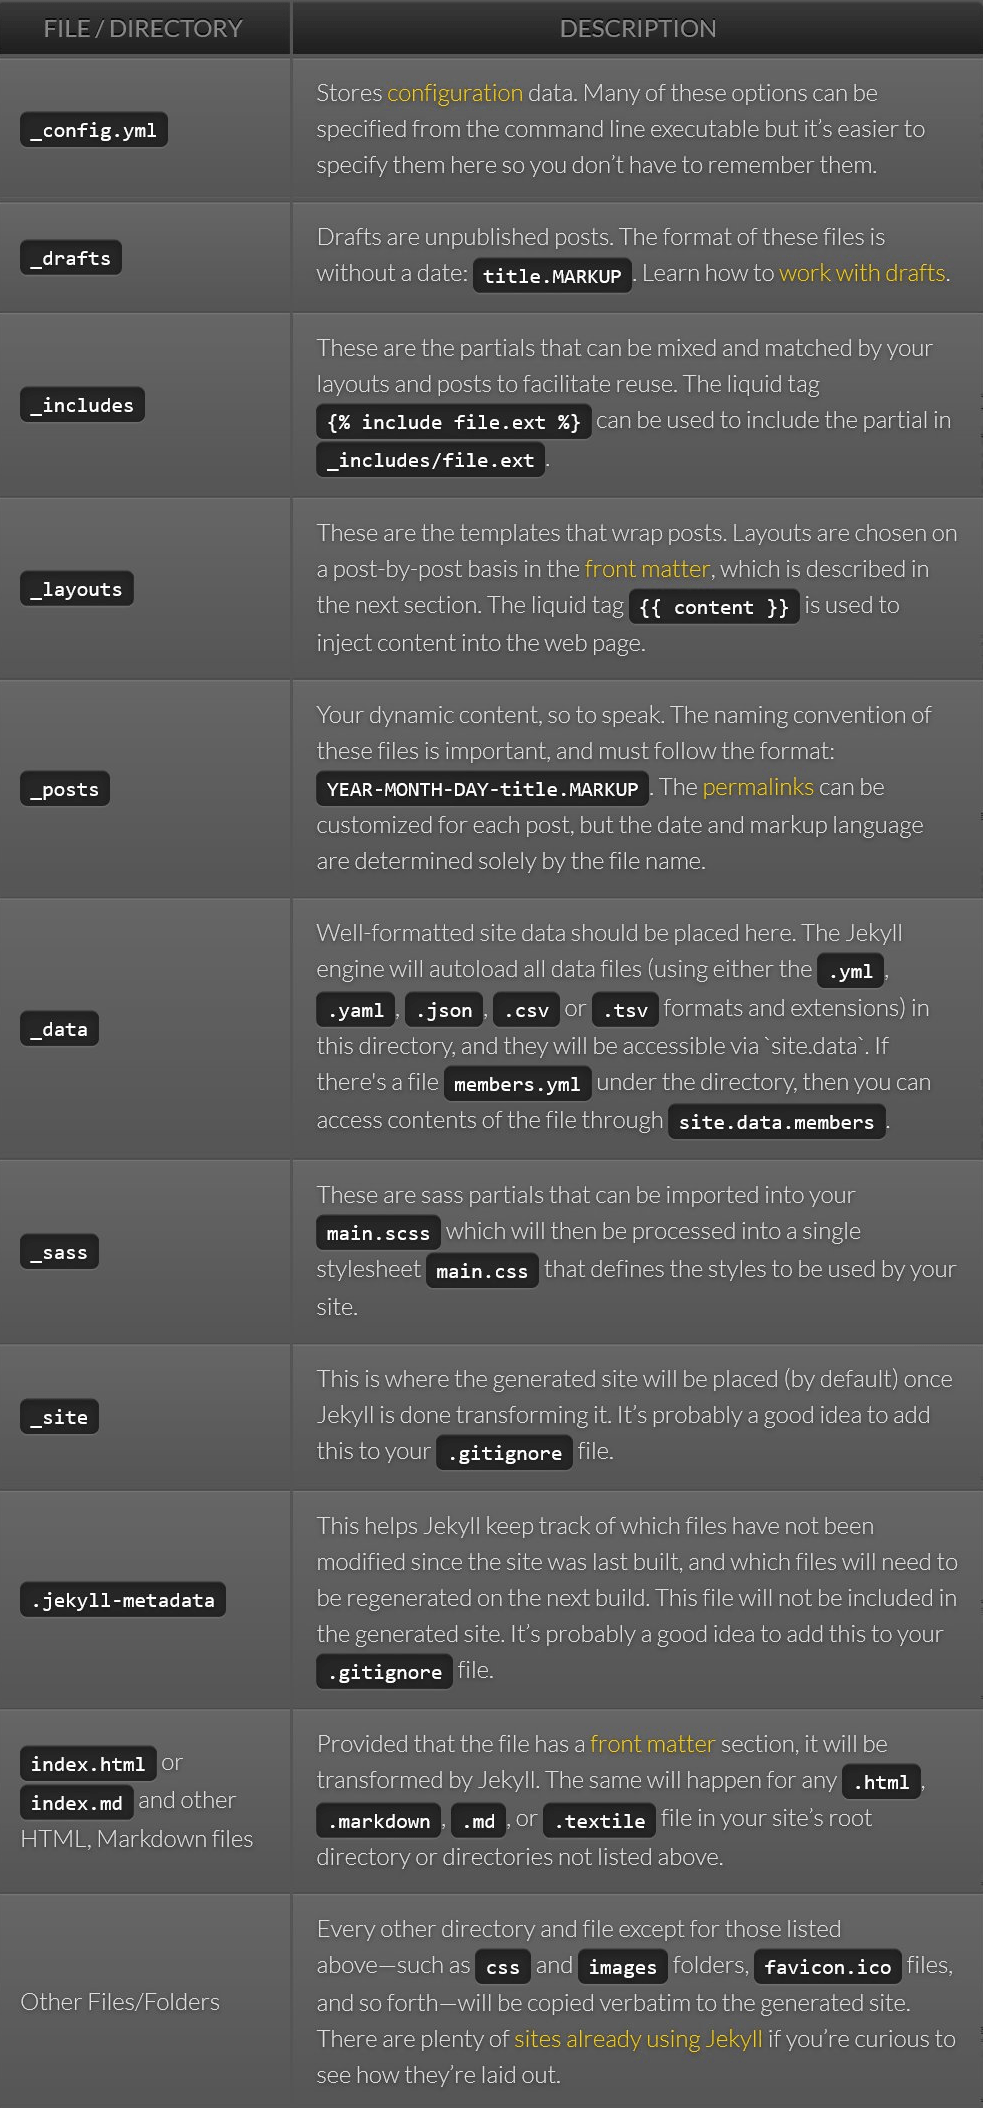 FILE / DIRECTORY
DESCRIPTION
_config.yml
Stores configuration data. Many of these options can be
specified from the command line executable but it’s easier to
specify them here so you don’t have to remember them.
_drafts
Drafts are unpublished posts. The format of these files is
without a date: title.MARKUP. Learn how to work with drafts.
_includes
These are the partials that can be mixed and matched by your
layouts and posts to facilitate reuse. The liquid tag
{% include file.ext %} can be used to include the partial in
_includes/file.ext.
_layouts
These are the templates that wrap posts. Layouts are chosen on
a post-by-post basis in the front matter, which is described in
the next section. The liquid tag {{ content }} is used to
inject content into the web page.
_posts
Your dynamic content, so to speak. The naming convention of
these files is important, and must follow the format:
YEAR-MONTH-DAY-title.MARKUP. The permalinks can be
customized for each post, but the date and markup language
are determined solely by the file name.
_data
Well-formatted site data should be placed here. The Jekyll
engine will autoload all data files (using either the .yml,
.yaml, .json, .csv or .tsv formats and extensions) in
this directory, and they will be accessible via `site.data`. If
there's a file members.yml under the directory, then you can
access contents of the file through site.data.members.
_sass
These are sass partials that can be imported into your
main.scss which will then be processed into a single
stylesheet main.css that defines the styles to be used by your
site.
_site
This is where the generated site will be placed (by default) once
Jekyll is done transforming it. It’s probably a good idea to add
this to your .gitignore file.
.jekyll-metadata
This helps Jekyll keep track of which files have not been
modified since the site was last built, and which files will need to
be regenerated on the next build. This file will not be included in
the generated site. It’s probably a good idea to add this to your
.gitignore file.
index.html or
index.md and other
HTML, Markdown files
Provided that the file has a front matter section, it will be
transformed by Jekyll. The same will happen for any .html,
.markdown, .md, or .textile file in your site’s root
directory or directories not listed above.
Other Files/Folders
Every other directory and file except for those listed
above—such as css and images folders, favicon.ico files,
and so forth—will be copied verbatim to the generated site.
There are plenty of sites already using Jekyll if you’re curious to
see how they’re laid out.